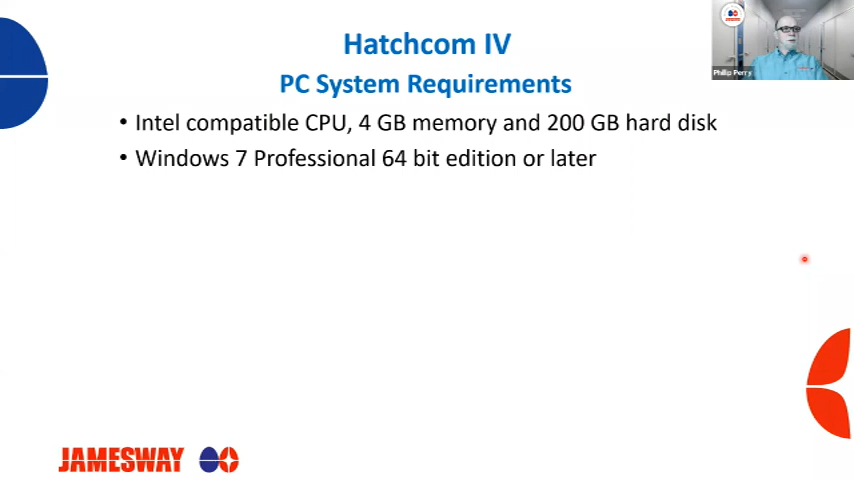 Hatchcom IV
PC System Requirements
• Intel compatible CPU, 4 GB memory and 200 GB hard disk
• Windows 7 Professional 64 bit edition or later
Philip Perry
JAMESWAY